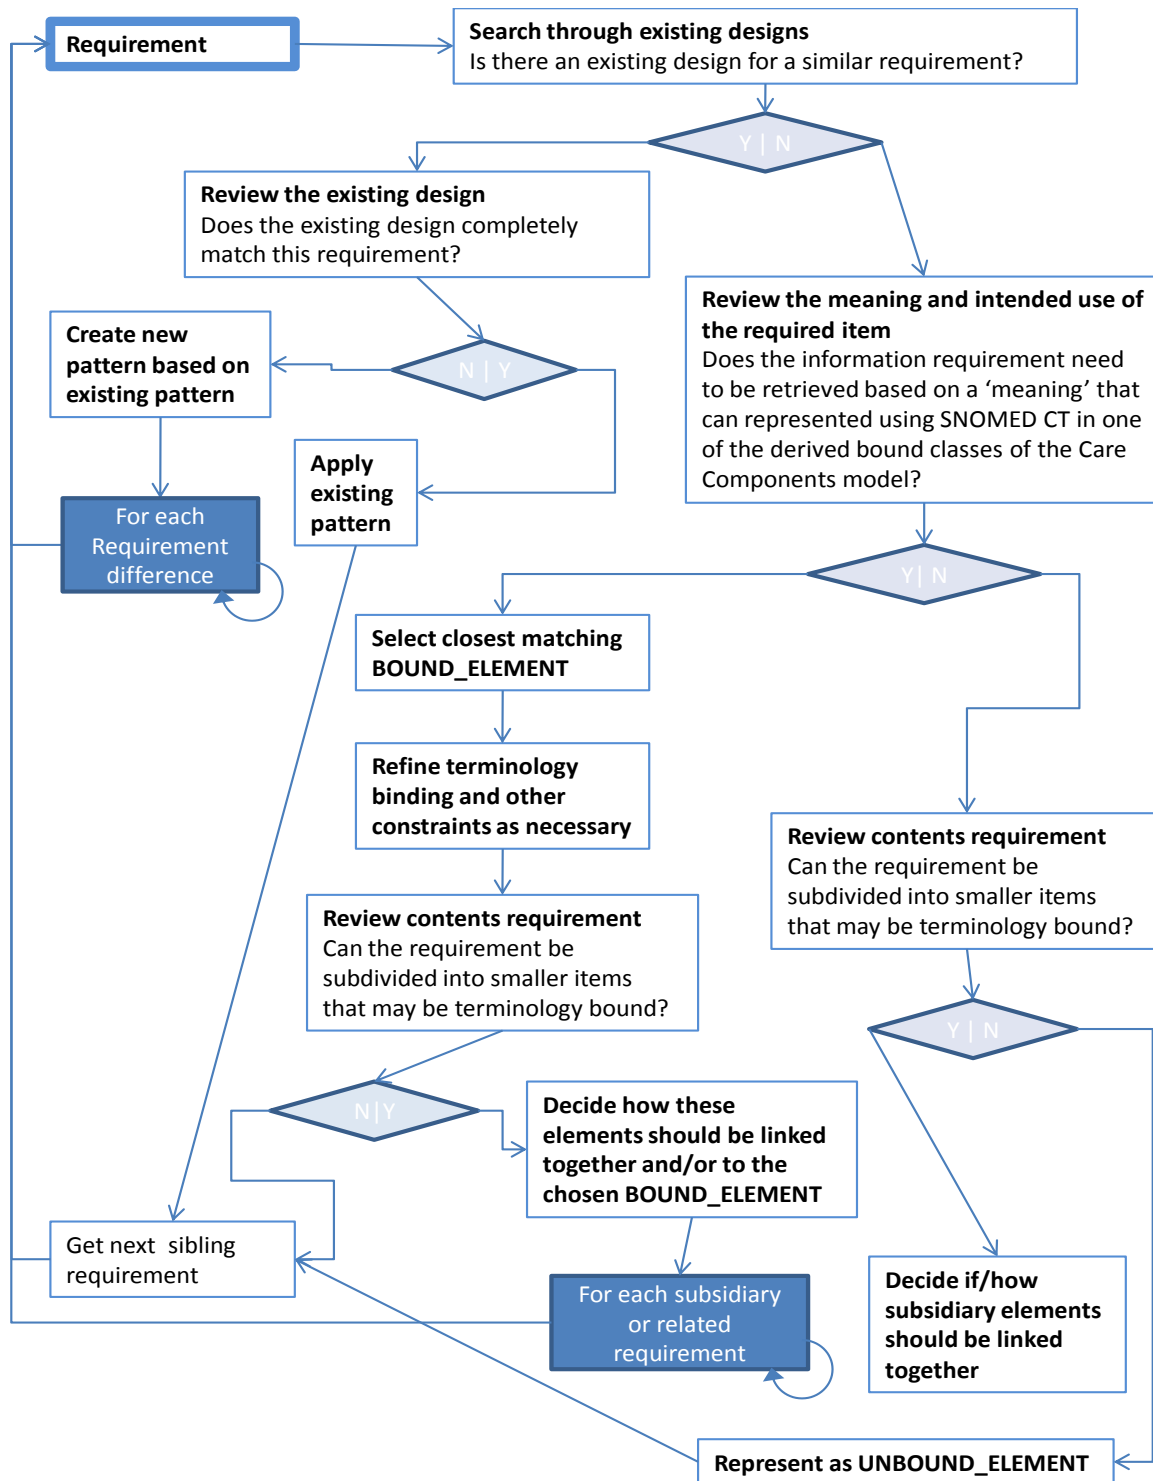 Requirement
Search through existing designs
Is there an existing design for a similar requirement?
Y | N
Review the existing design
Does the existing design completely
match this requirement?
Review the meaning and intended use of
the required item
Does the information requirement need
to be retrieved based on a ‘meaning’ that
can represented using SNOMED CT in one
of the derived bound classes of the Care
Components model?
Create new
pattern based on
existing pattern
N | Y
Apply
existing
pattern
For each
Requirement
difference
Y| N
Select closest matching
BOUND_ELEMENT
Refine terminology
binding and other
constraints as necessary
Review contents requirement
Can the requirement be
subdivided into smaller items
that may be terminology bound?
Review contents requirement
Can the requirement be
subdivided into smaller items
that may be terminology bound?
Y | N
N|Y
Decide how these
elements should be linked
together and/or to the
chosen BOUND_ELEMENT
Get next sibling
requirement
For each subsidiary
or related
requirement
Decide if/how
subsidiary elements
should be linked
together
Represent as UNBOUND_ELEMENT